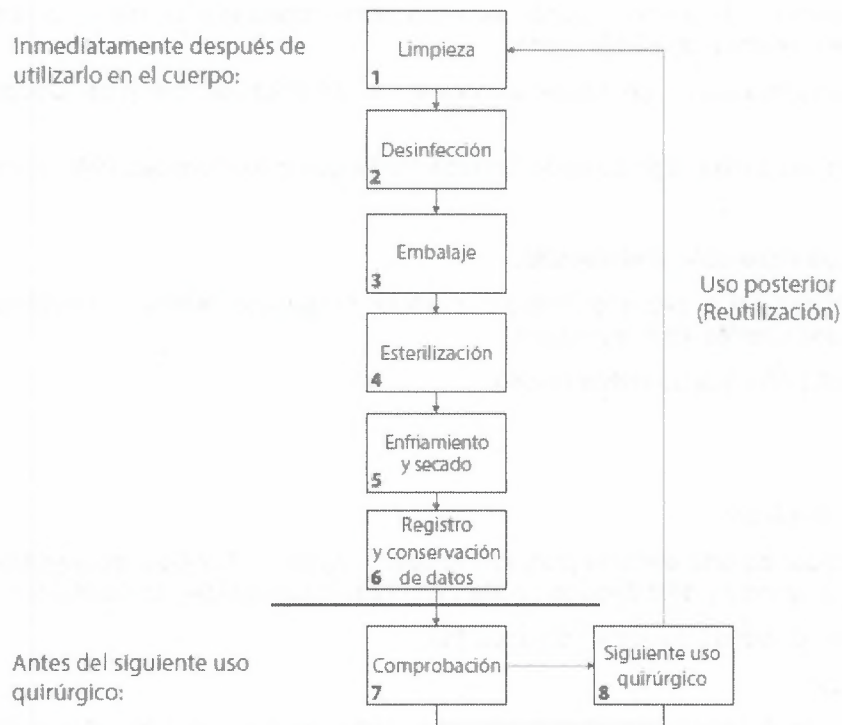 Inmediatamente después de
utilizarlo en el cuerpo:
Limpieza
1
Desinfección
2
Embalaje
3
Esterilización
4
Enfriamiento
y secado
5
Registro
y conservación
de datos
6
Uso posterior
(Reutilización)
Antes del siguiente uso
quirúrgico:
Comprobación
7
Siguiente uso
quirúrgico
8